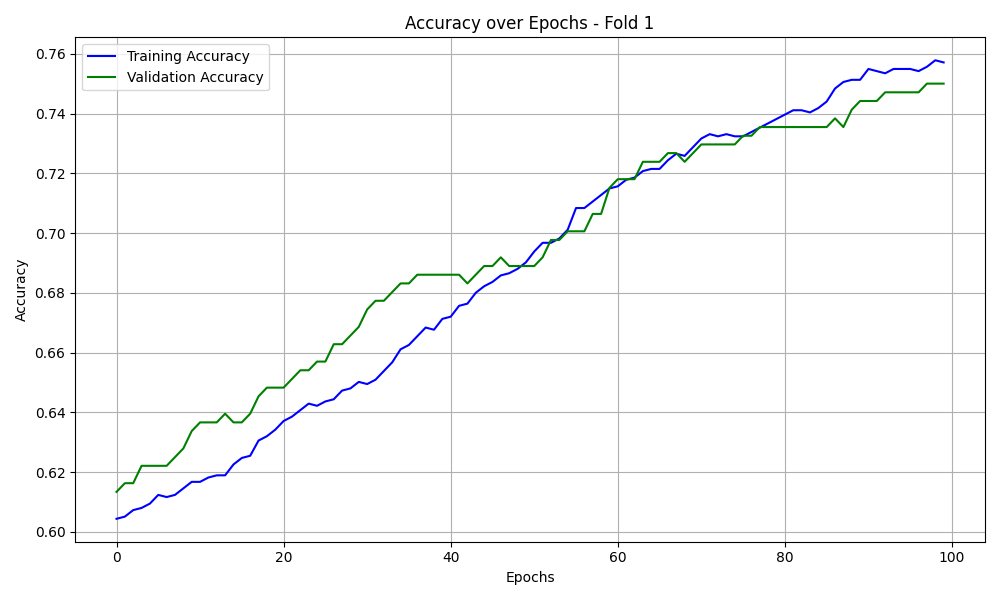 Accuracy over Epochs - Fold 1
Training Accuracy
Validation Accuracy
0.76
0.74
0.72
0.70
0.68
0.66
0.64
0.62
0.60
Accuracy
0 20 40 60 80 100
Epochs